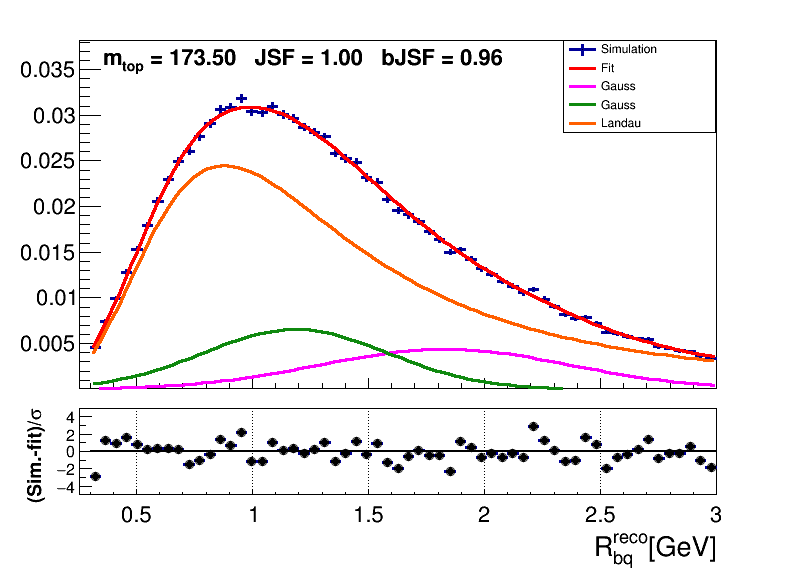 m_top = 173.50 JSF = 1.00 bJSF = 0.96
Simulation
Fit
Gauss
Gauss
Landau
0.035
0.03
0.025
0.02
0.015
0.01
0.005
(Sim.-fit)/σ
4
2
0
−2
−4
0.5 1 1.5 2 2.5 3
R_bq^reco[GeV]